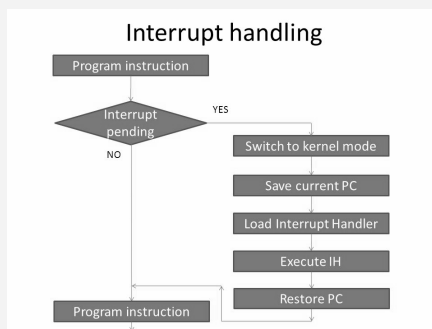 Interrupt handling
Program instruction
Interrupt
pending
YES
NO
Switch to kernel mode
Save current PC
Load Interrupt Handler
Execute IH
Restore PC
Program instruction